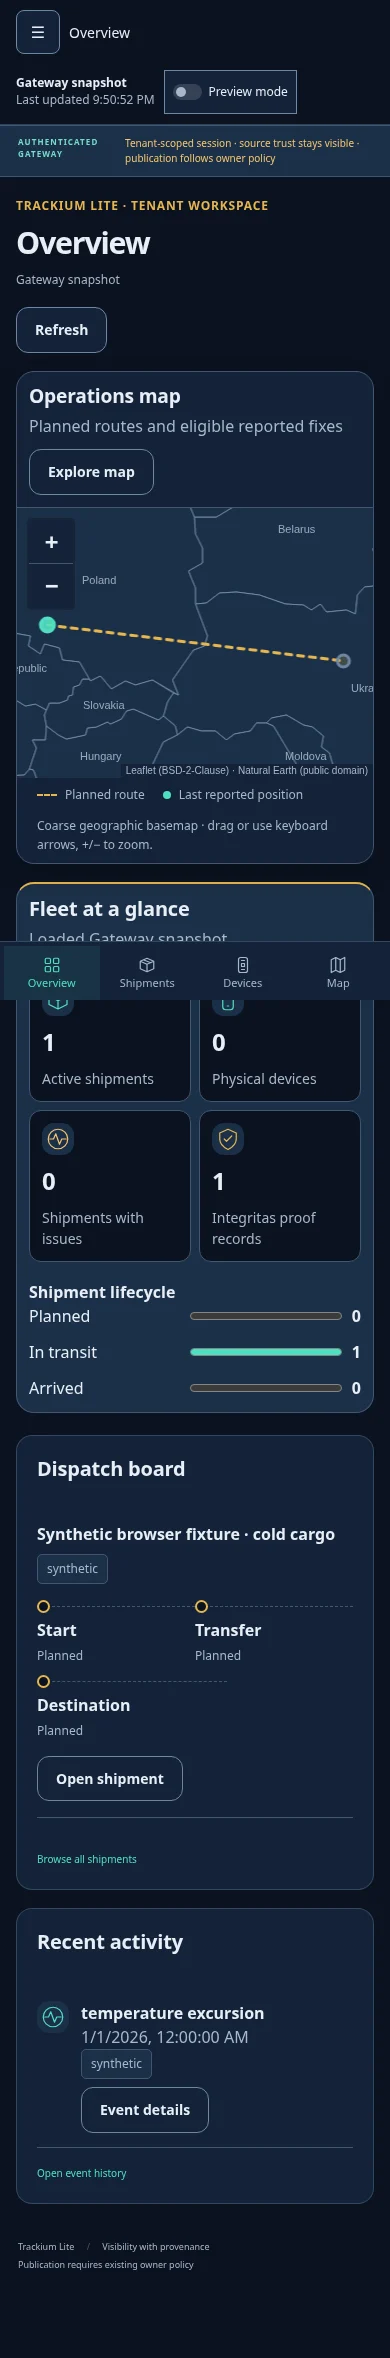 ☰ Overview
Gateway snapshot
Last updated 9:50:52 PM
Preview mode
AUTHENTICATED
GATEWAY
Tenant-scoped session · source trust stays visible ·
publication follows owner policy
TRACKIUM LITE · TENANT WORKSPACE
Overview
Gateway snapshot
Refresh
Operations map
Planned routes and eligible reported fixes
Explore map
+
−
Belarus
Poland
epublic
Slovakia
Ukra
Hungary
Moldova
Leaflet (BSD-2-Clause) · Natural Earth (public domain)
Planned route
Last reported position
Coarse geographic basemap · drag or use keyboard
arrows, +/− to zoom.
Fleet at a glance
Loaded Gateway snapshot
Overview
Shipments
Devices
Map
1
Active shipments
0
Physical devices
0
Shipments with
issues
1
Integritas proof
records
Shipment lifecycle
Planned 0
In transit 1
Arrived 0
Dispatch board
Synthetic browser fixture · cold cargo
synthetic
Start
Planned
Transfer
Planned
Destination
Planned
Open shipment
Browse all shipments
Recent activity
temperature excursion
1/1/2026, 12:00:00 AM
synthetic
Event details
Open event history
Trackium Lite / Visibility with provenance
Publication requires existing owner policy